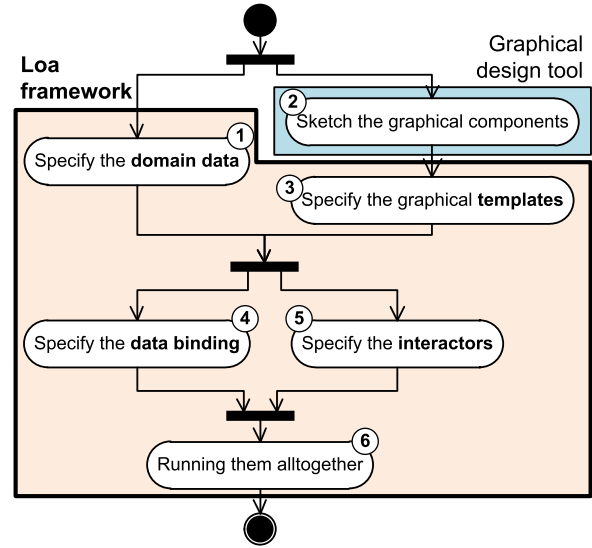 Graphical
design tool
Loa
framework
2
Sketch the graphical components
1
Specify the domain data
3
Specify the graphical templates
4
Specify the data binding
5
Specify the interactors
6
Running them alltogether